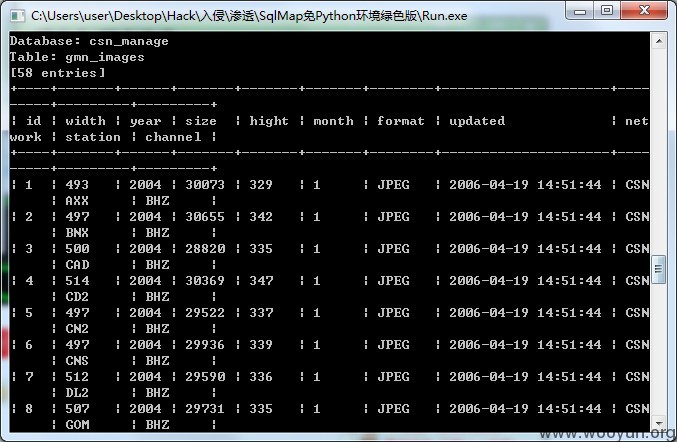 C:\Users\user\Desktop\Hack\入侵\渗透\SqlMap免Python环境绿色版\Run.exe
Database: csn_manage
Table: gmn_images
[58 entries]
+----+---------+--------+--------+---------+---------+----------+---------------------+----
-----+---------+----------+
| id | width | year | size | hight | month | format | updated | net
work | station | channel |
+----+---------+--------+--------+---------+---------+----------+---------------------+----
-----+---------+----------+
| 1 | 493 | 2004 | 30073 | 329 | 1 | JPEG | 2006-04-19 14:51:44 | CSN
| AXX | BHZ |
| 2 | 497 | 2004 | 30655 | 342 | 1 | JPEG | 2006-04-19 14:51:44 | CSN
| BNX | BHZ |
| 3 | 500 | 2004 | 28820 | 335 | 1 | JPEG | 2006-04-19 14:51:44 | CSN
| CAD | BHZ |
| 4 | 514 | 2004 | 30369 | 347 | 1 | JPEG | 2006-04-19 14:51:44 | CSN
| CD2 | BHZ |
| 5 | 497 | 2004 | 29522 | 337 | 1 | JPEG | 2006-04-19 14:51:44 | CSN
| CN2 | BHZ |
| 6 | 497 | 2004 | 29936 | 339 | 1 | JPEG | 2006-04-19 14:51:44 | CSN
| CNS | BHZ |
| 7 | 512 | 2004 | 29590 | 336 | 1 | JPEG | 2006-04-19 14:51:44 | CSN
| DL2 | BHZ |
| 8 | 507 | 2004 | 29731 | 335 | 1 | JPEG | 2006-04-19 14:51:44 | CSN
| GOM | BHZ |
www.wooyun.org